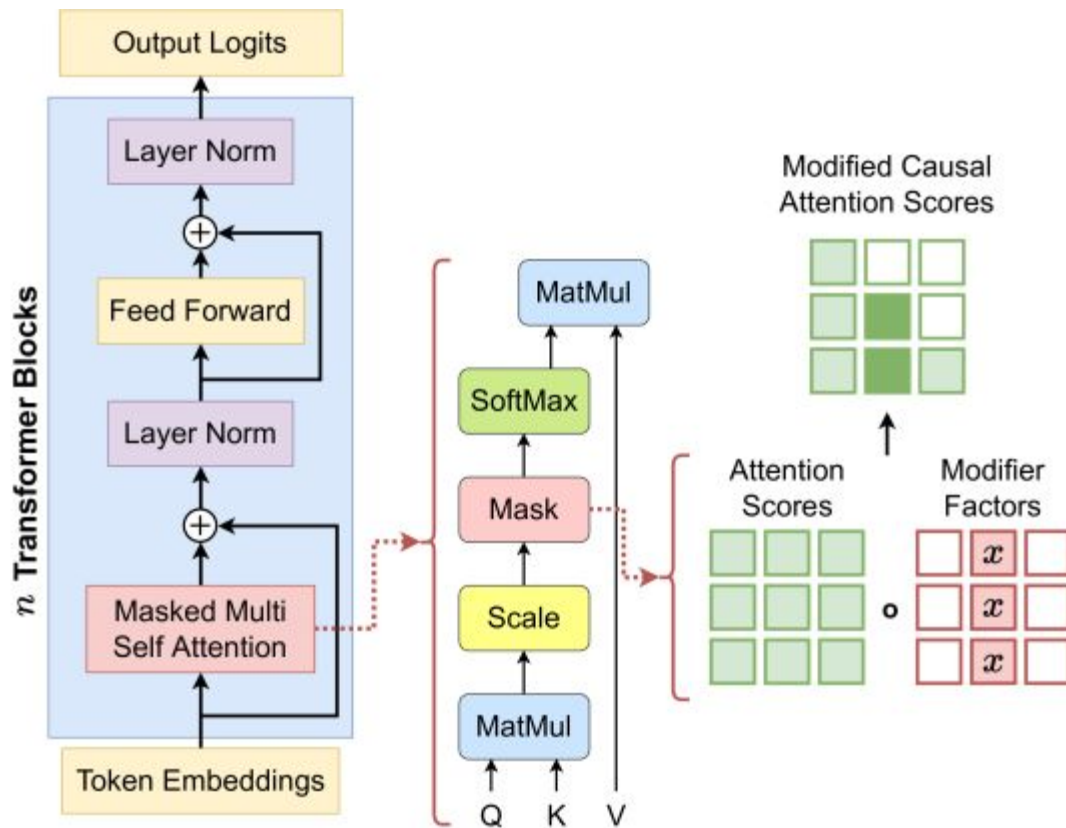 Output Logits
Layer Norm
+
Feed Forward
Layer Norm
+
Masked Multi
Self Attention
Token Embeddings
n Transformer Blocks
MatMul
SoftMax
Mask
Scale
MatMul
Q K V
Modified Causal
Attention Scores
Attention
Scores
o
Modifier
Factors
x
x
x